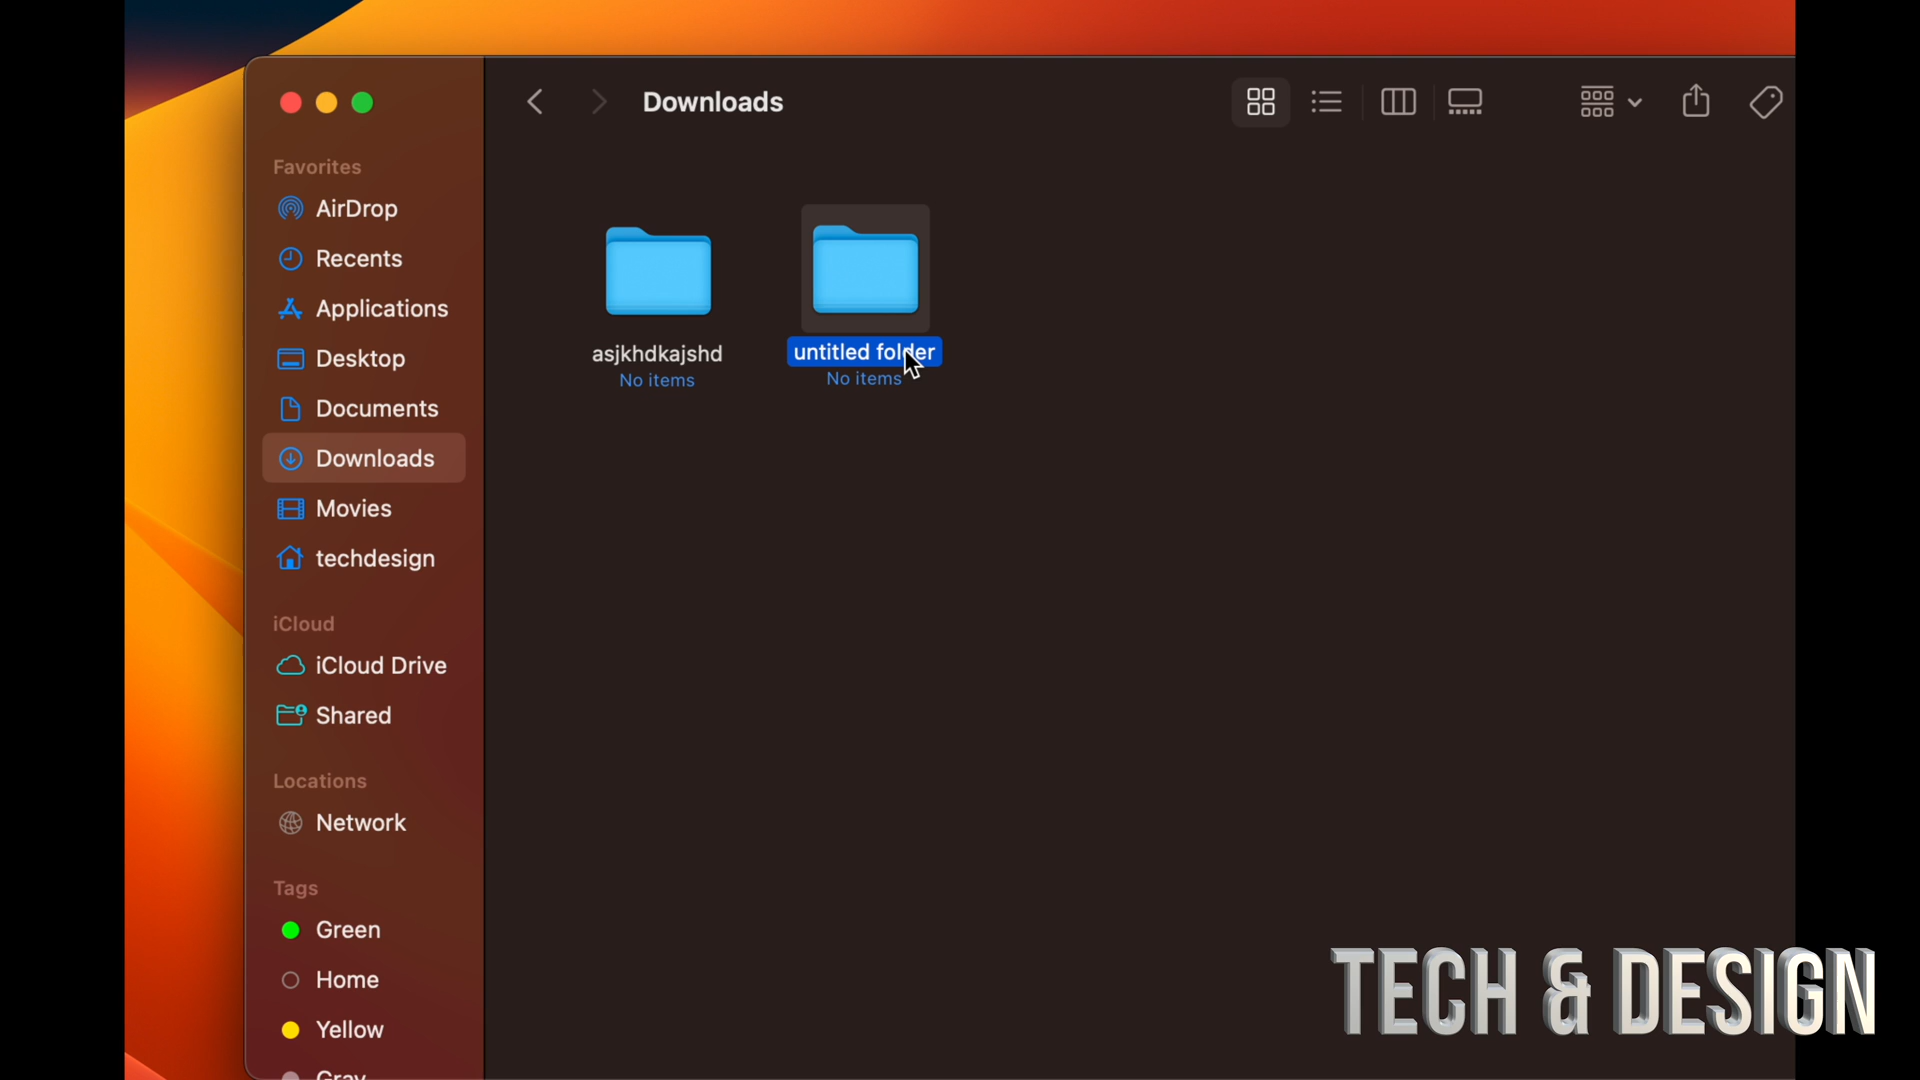 Downloads
Favorites
AirDrop
Recents
Applications
Desktop
Documents
Downloads
Movies
techdesign
iCloud
iCloud Drive
Shared
Locations
Network
Tags
Green
Home
Yellow
Gray
asjkhdkajshd
No items
untitled folder
No items
TECH & DESIGN